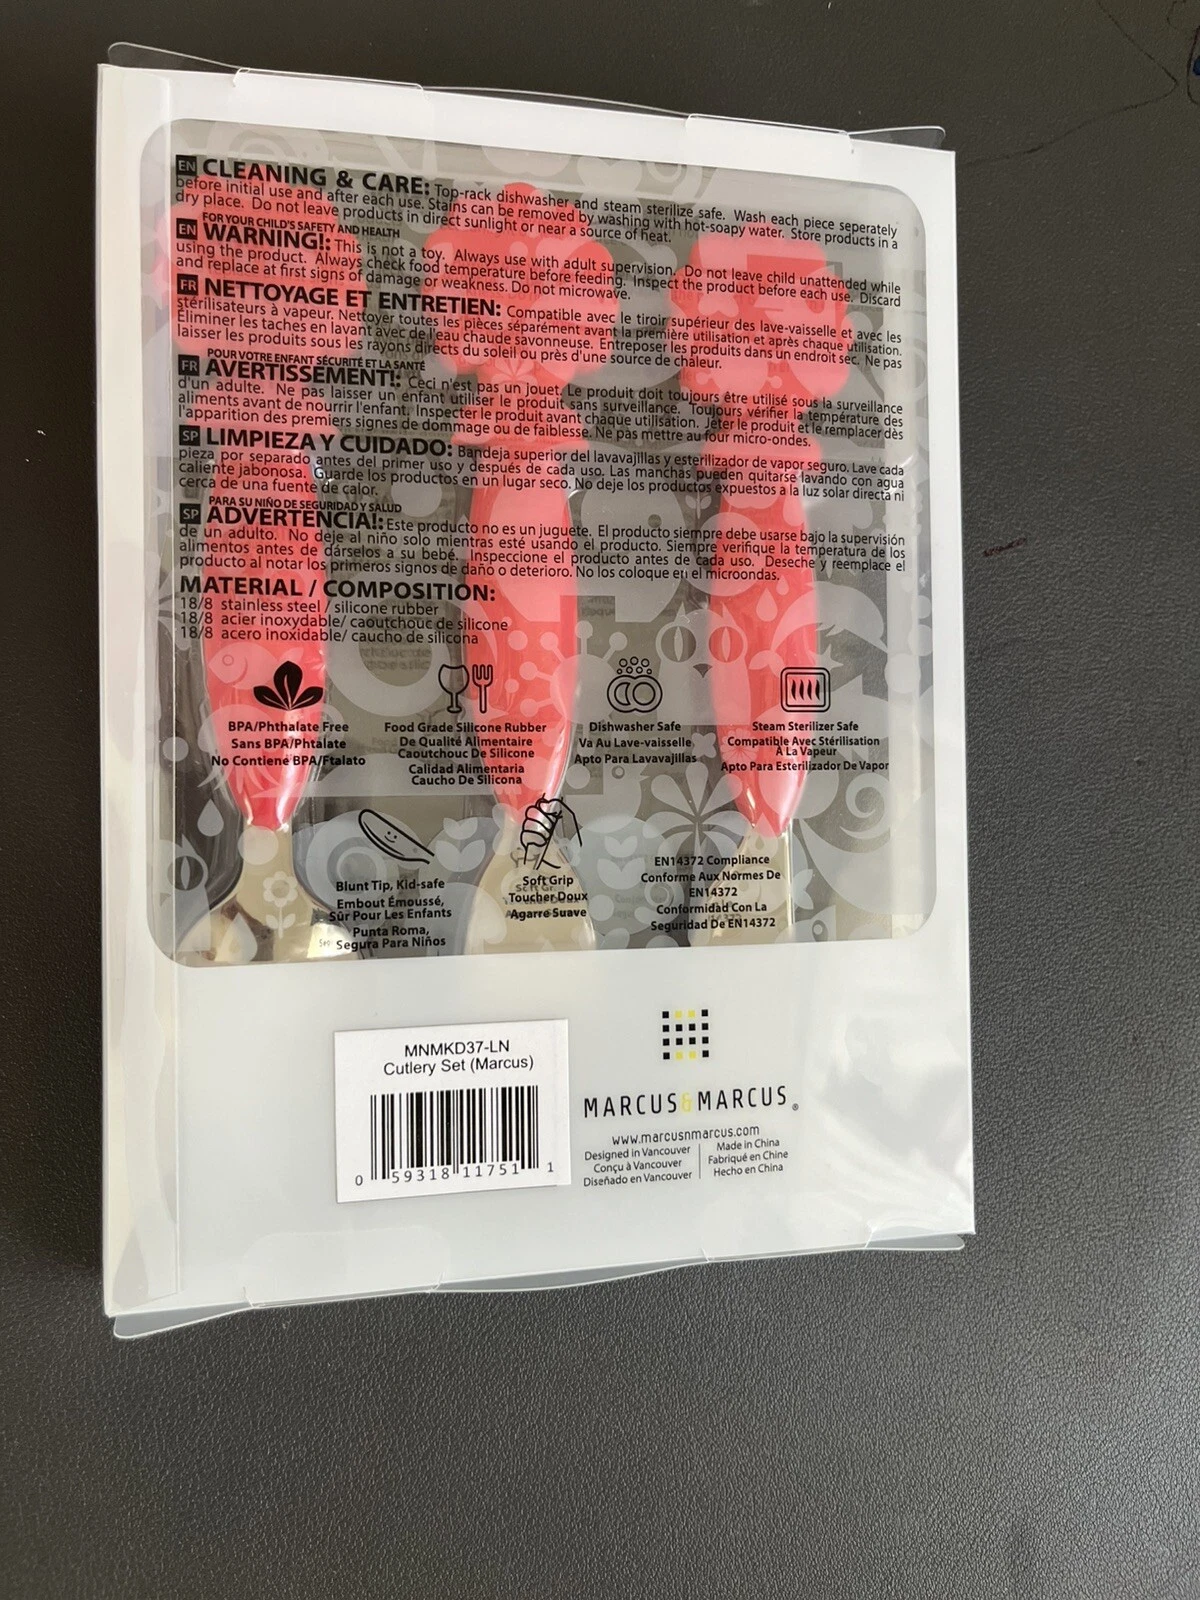 EN CLEANING & CARE: Top-rack dishwasher and steam sterilize safe. Wash each piece seperately
before initial use and after each use. Stains can be removed by washing with hot-soapy water. Store products in a
dry place. Do not leave products in direct sunlight or near a source of heat.
FOR YOUR CHILD'S SAFETY AND HEALTH
EN WARNING!: This is not a toy. Always use with adult supervision. Do not leave child unattended while
using the product. Always check food temperature before feeding. Inspect the product before each use. Discard
and replace at first signs of damage or weakness. Do not microwave.
FR NETTOYAGE ET ENTRETIEN: Compatible avec le tiroir supérieur des lave-vaisselle et avec les
stérilisateurs à vapeur. Nettoyer toutes les pièces séparément avant la première utilisation et après chaque utilisation.
Éliminer les taches en lavant avec de l'eau chaude savonneuse. Entreposer les produits dans un endroit sec. Ne pas
laisser les produits sous les rayons directs du soleil ou près d'une source de chaleur.
POUR VOTRE ENFANT SÉCURITÉ ET LA SANTÉ
FR AVERTISSEMENT!: Ceci n'est pas un jouet. Le produit doit toujours être utilisé sous la surveillance
d'un adulte. Ne pas laisser un enfant utiliser le produit sans surveillance. Toujours vérifier la température des
aliments avant de nourrir l'enfant. Inspecter le produit avant chaque utilisation. Jeter le produit et le remplacer dès
l'apparition des premiers signes de dommage ou de faiblesse. Ne pas mettre au four micro-ondes.
SP LIMPIEZA Y CUIDADO: Bandeja superior del lavavajillas y esterilizador de vapor seguro. Lave cada
pieza por separado antes del primer uso y después de cada uso. Las manchas pueden quitarse lavando con agua
caliente jabonosa. Guarde los productos en un lugar seco. No deje los productos expuestos a la luz solar directa ni
cerca de una fuente de calor.
PARA SU NIÑO DE SEGURIDAD Y SALUD
SP ADVERTENCIA!: Este producto no es un juguete. El producto siempre debe usarse bajo la supervisión
de un adulto. No deje al niño solo mientras esté usando el producto. Siempre verifique la temperatura de los
alimentos antes de dárselos a su bebé. Inspeccione el producto antes de cada uso. Deseche y reemplace el
producto al notar los primeros signos de daño o deterioro. No los coloque en el microondas.
MATERIAL / COMPOSITION:
18/8 stainless steel / silicone rubber
18/8 acier inoxydable/ caoutchouc de silicone
18/8 acero inoxidable/ caucho de silicona
BPA/Phthalate Free
Sans BPA/Phtalate
No Contiene BPA/Ftalato
Food Grade Silicone Rubber
De Qualité Alimentaire
Caoutchouc De Silicone
Calidad Alimentaria
Caucho De Silicona
Dishwasher Safe
Va Au Lave-vaisselle
Apto Para Lavavajillas
Steam Sterilizer Safe
Compatible Avec Stérilisation
À La Vapeur
Apto Para Esterilizador De Vapor
Blunt Tip, Kid-safe
Embout Émoussé,
Sûr Pour Les Enfants
Punta Roma,
Segura Para Niños
Soft Grip
Toucher Doux
Agarre Suave
EN14372 Compliance
Conforme Aux Normes De
EN14372
Conformidad Con La
Seguridad De EN14372
MNMKD37-LN
Cutlery Set (Marcus)
0 59318 11751 1
MARCUS&MARCUS®
www.marcusnmarcus.com
Designed in Vancouver
Conçu à Vancouver
Diseñado en Vancouver
Made in China
Fabriqué en Chine
Hecho en China